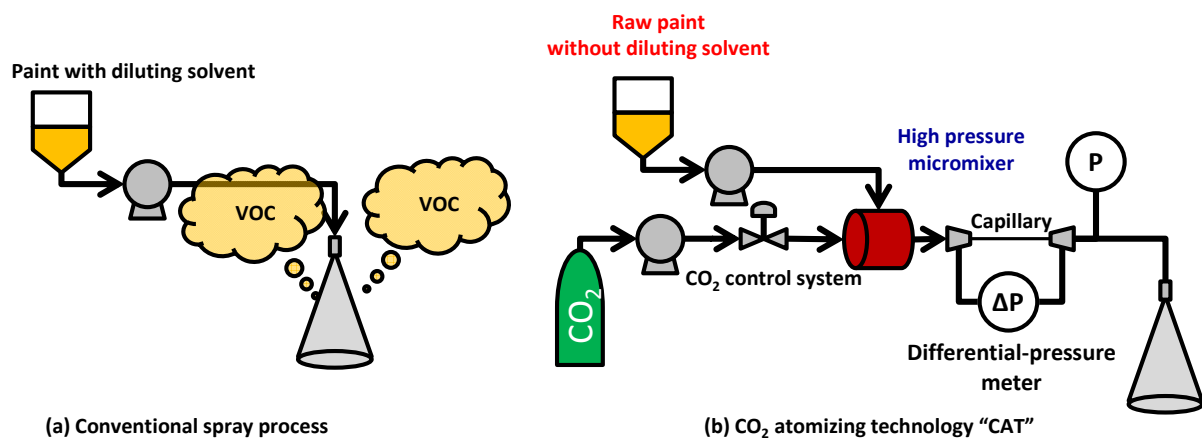 Paint with diluting solvent
VOC
VOC
(a) Conventional spray process
Raw paint
without diluting solvent
High pressure
micromixer
P
Capillary
CO₂ control system
CO₂
ΔP
Differential-pressure
meter
(b) CO₂ atomizing technology “CAT”